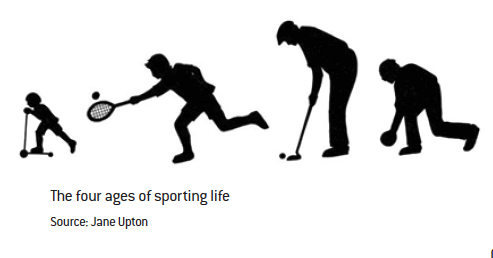 The four ages of sporting life
Source: Jane Upton